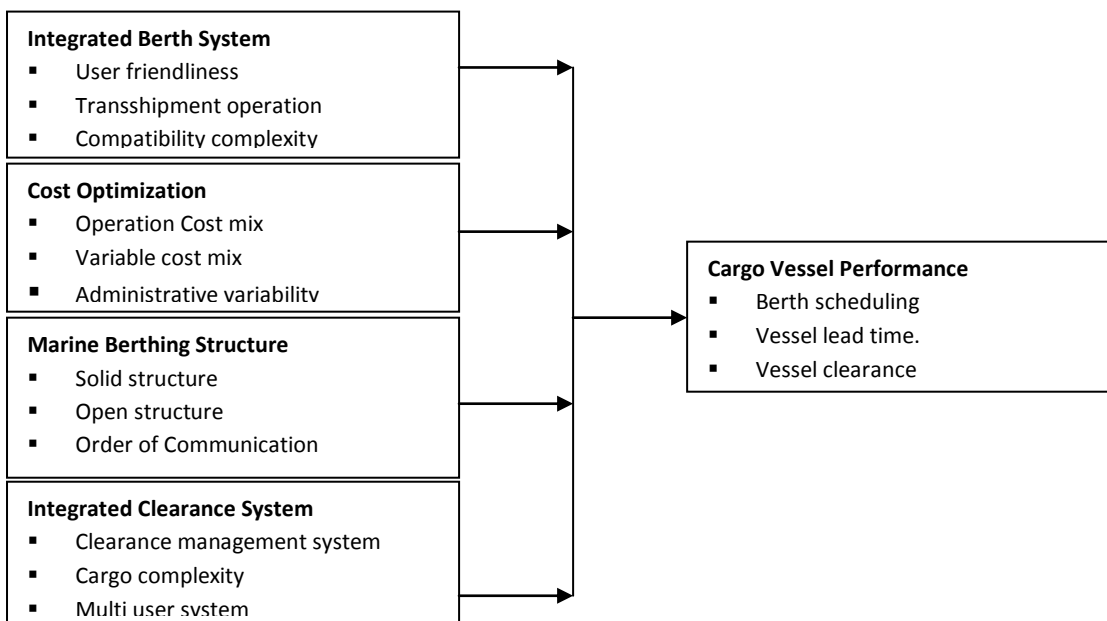 Integrated Berth System
▪ User friendliness
▪ Transshipment operation
▪ Compatibility complexity
Cost Optimization
▪ Operation Cost mix
▪ Variable cost mix
▪ Administrative variability
Marine Berthing Structure
▪ Solid structure
▪ Open structure
▪ Order of Communication
Integrated Clearance System
▪ Clearance management system
▪ Cargo complexity
▪ Multi user system
Cargo Vessel Performance
▪ Berth scheduling
▪ Vessel lead time.
▪ Vessel clearance